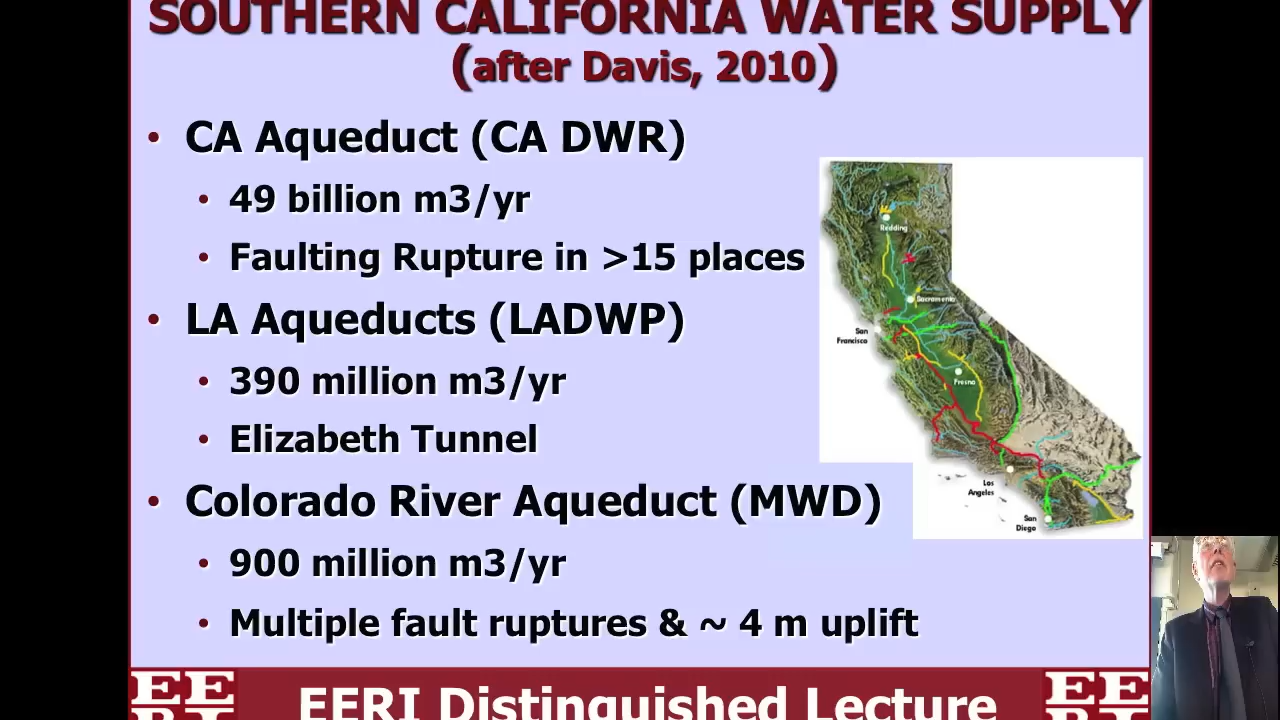 SOUTHERN CALIFORNIA WATER SUPPLY
(after Davis, 2010)
• CA Aqueduct (CA DWR)
• 49 billion m3/yr
• Faulting Rupture in >15 places
• LA Aqueducts (LADWP)
• 390 million m3/yr
• Elizabeth Tunnel
• Colorado River Aqueduct (MWD)
• 900 million m3/yr
• Multiple fault ruptures & ~ 4 m uplift
Redding
Sacramento
San
Francisco
Fresno
Los
Angeles
San
Diego
EERI
EERI Distinguished Lecture
EERI